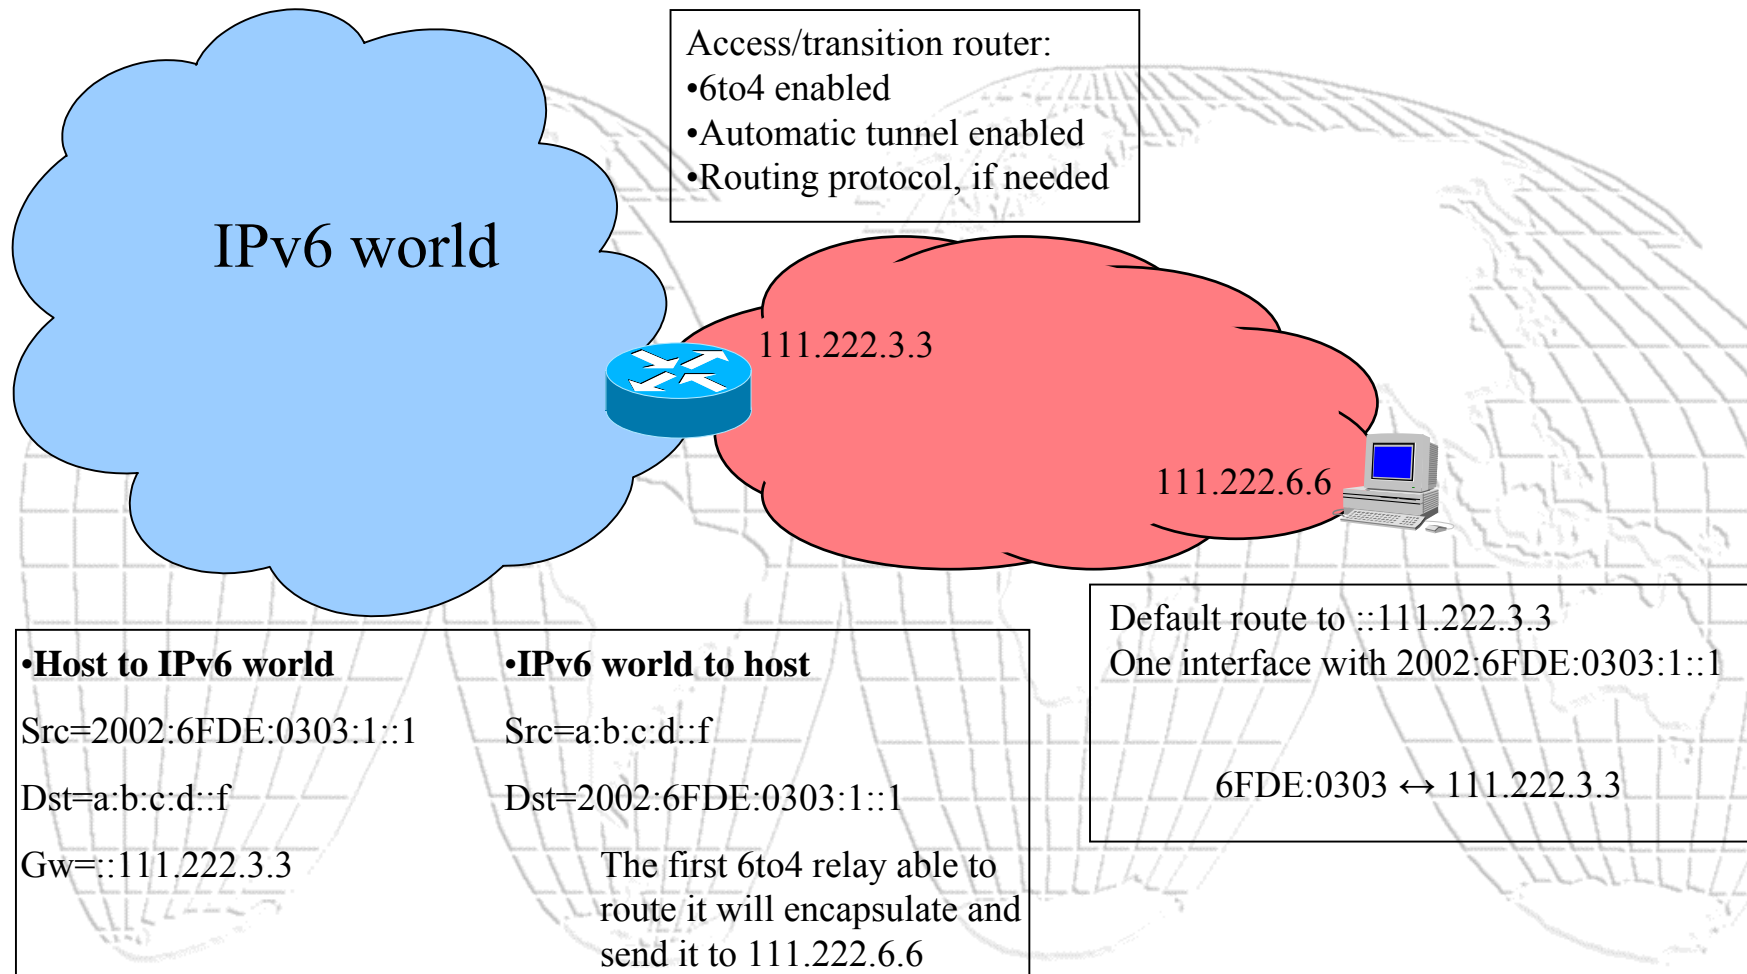 Access/transition router:
•6to4 enabled
•Automatic tunnel enabled
•Routing protocol, if needed
IPv6 world
111.222.3.3
111.222.6.6
Default route to ::111.222.3.3
One interface with 2002:6FDE:0303:1::1
6FDE:0303 ↔ 111.222.3.3
•Host to IPv6 world
Src=2002:6FDE:0303:1::1
Dst=a:b:c:d::f
Gw=::111.222.3.3
•IPv6 world to host
Src=a:b:c:d::f
Dst=2002:6FDE:0303:1::1
The first 6to4 relay able to
route it will encapsulate and
send it to 111.222.6.6